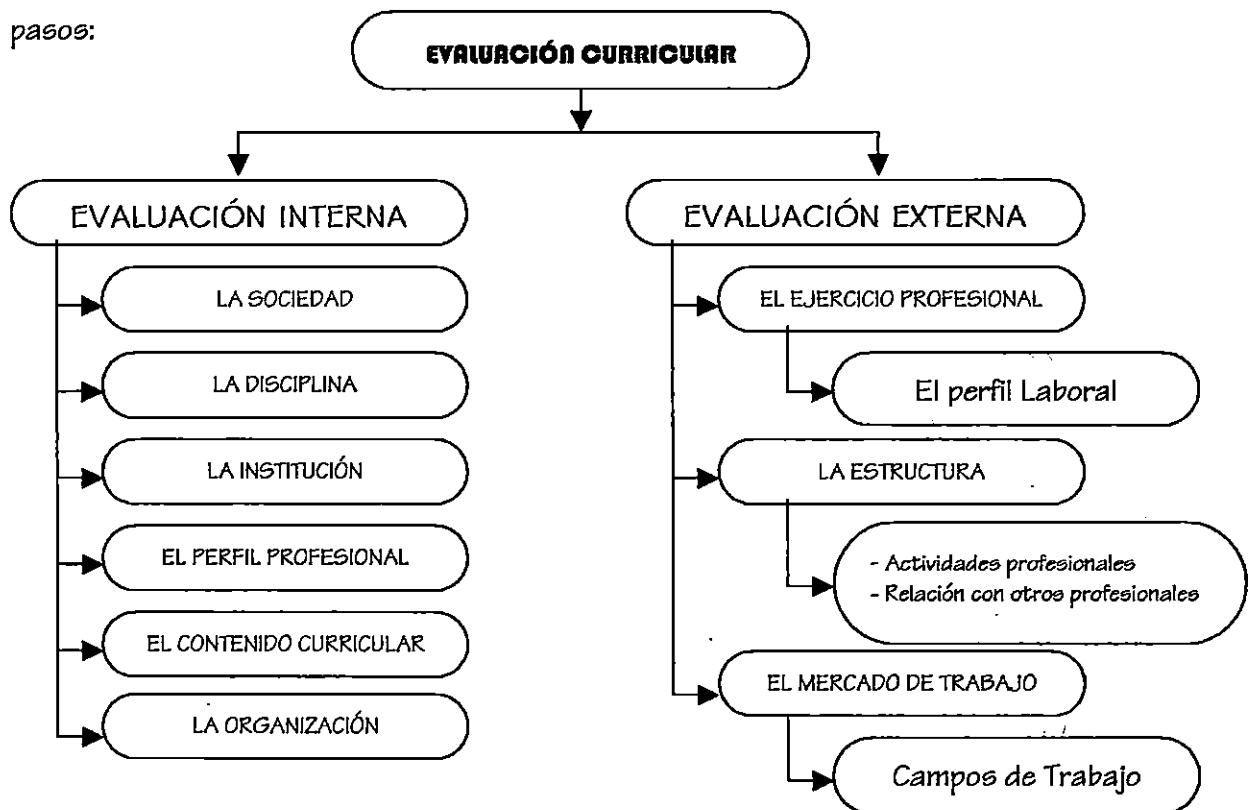 pasos:
EVALUACIÓN CURRICULAR
EVALUACIÓN INTERNA
LA SOCIEDAD
LA DISCIPLINA
LA INSTITUCIÓN
EL PERFIL PROFESIONAL
EL CONTENIDO CURRICULAR
LA ORGANIZACIÓN
EVALUACIÓN EXTERNA
EL EJERCICIO PROFESIONAL
El perfil Laboral
LA ESTRUCTURA
- Actividades profesionales
- Relación con otros profesionales
EL MERCADO DE TRABAJO
Campos de Trabajo